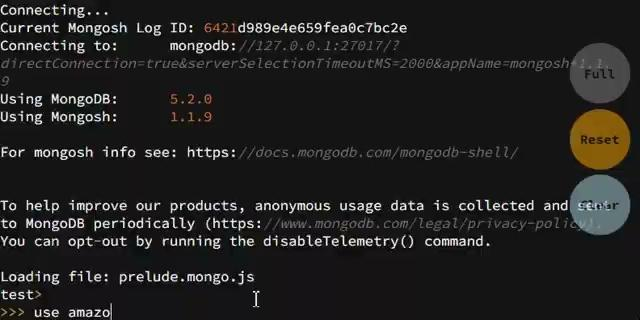 Connecting...
Current Mongosh Log ID: 6421d989e4e659fea0c7bc2e
Connecting to: mongodb://127.0.0.1:27017/?
directConnection=true&serverSelectionTimeoutMS=2000&appName=mongosh+1.1.
9
Full
Using MongoDB: 5.2.0
Using Mongosh: 1.1.9
Reset
For mongosh info see: https://docs.mongodb.com/mongodb-shell/
To help improve our products, anonymous usage data is collected and sent
Clear
to MongoDB periodically (https://www.mongodb.com/legal/privacy-policy).
You can opt-out by running the disableTelemetry() command.
Loading file: prelude.mongo.js
test>
>>> use amazo